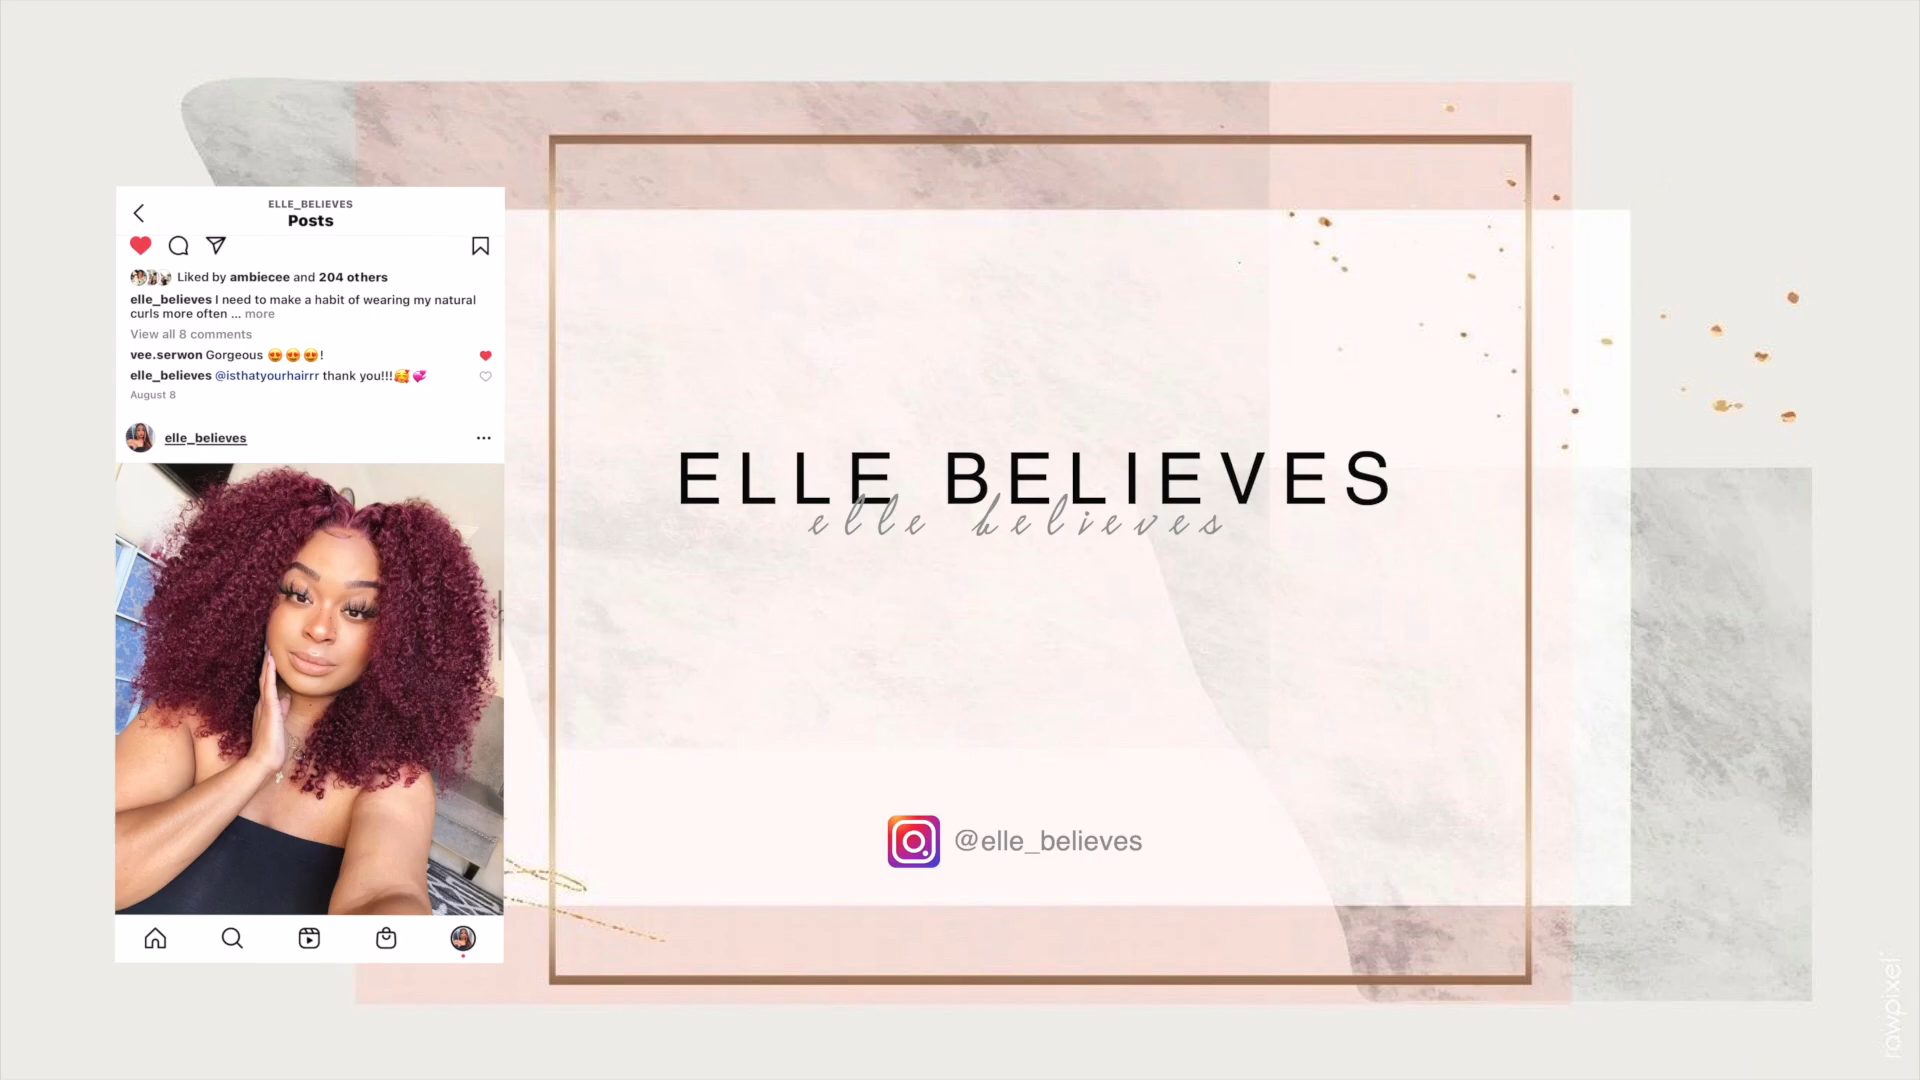 ELLE_BELIEVES
Posts
Liked by ambiecee and 204 others
elle_believes I need to make a habit of wearing my natural
curls more often ... more
View all 8 comments
vee.serwon Gorgeous 😍😍😍!
elle_believes @isthatyourhairrr thank you!!!🥰💞
August 8
elle_believes
ELLE BELIEVES
elle believes
@elle_believes
rawpixel